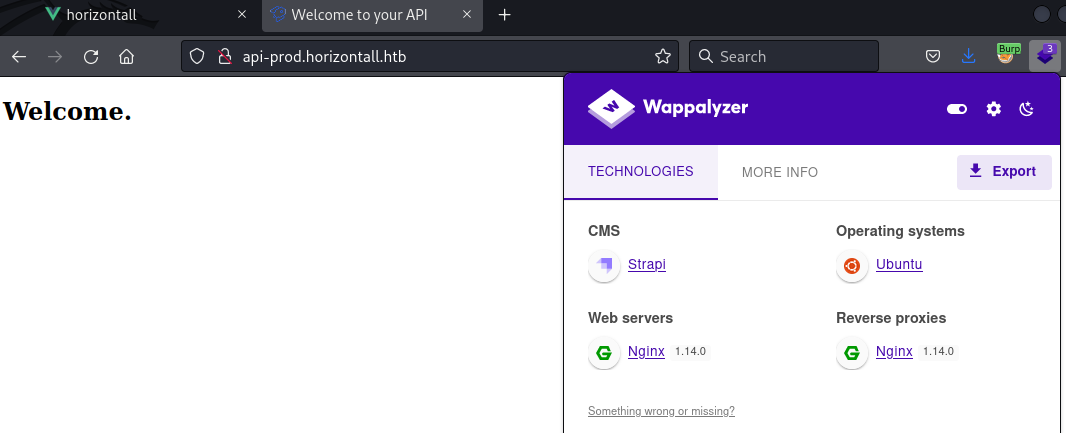 horizontall
Welcome to your API
api-prod.horizontall.htb
Search
Burp
3
Welcome.
W
Wappalyzer
TECHNOLOGIES
MORE INFO
Export
CMS
Strapi
Operating systems
Ubuntu
Web servers
Nginx 1.14.0
Reverse proxies
Nginx 1.14.0
Something wrong or missing?